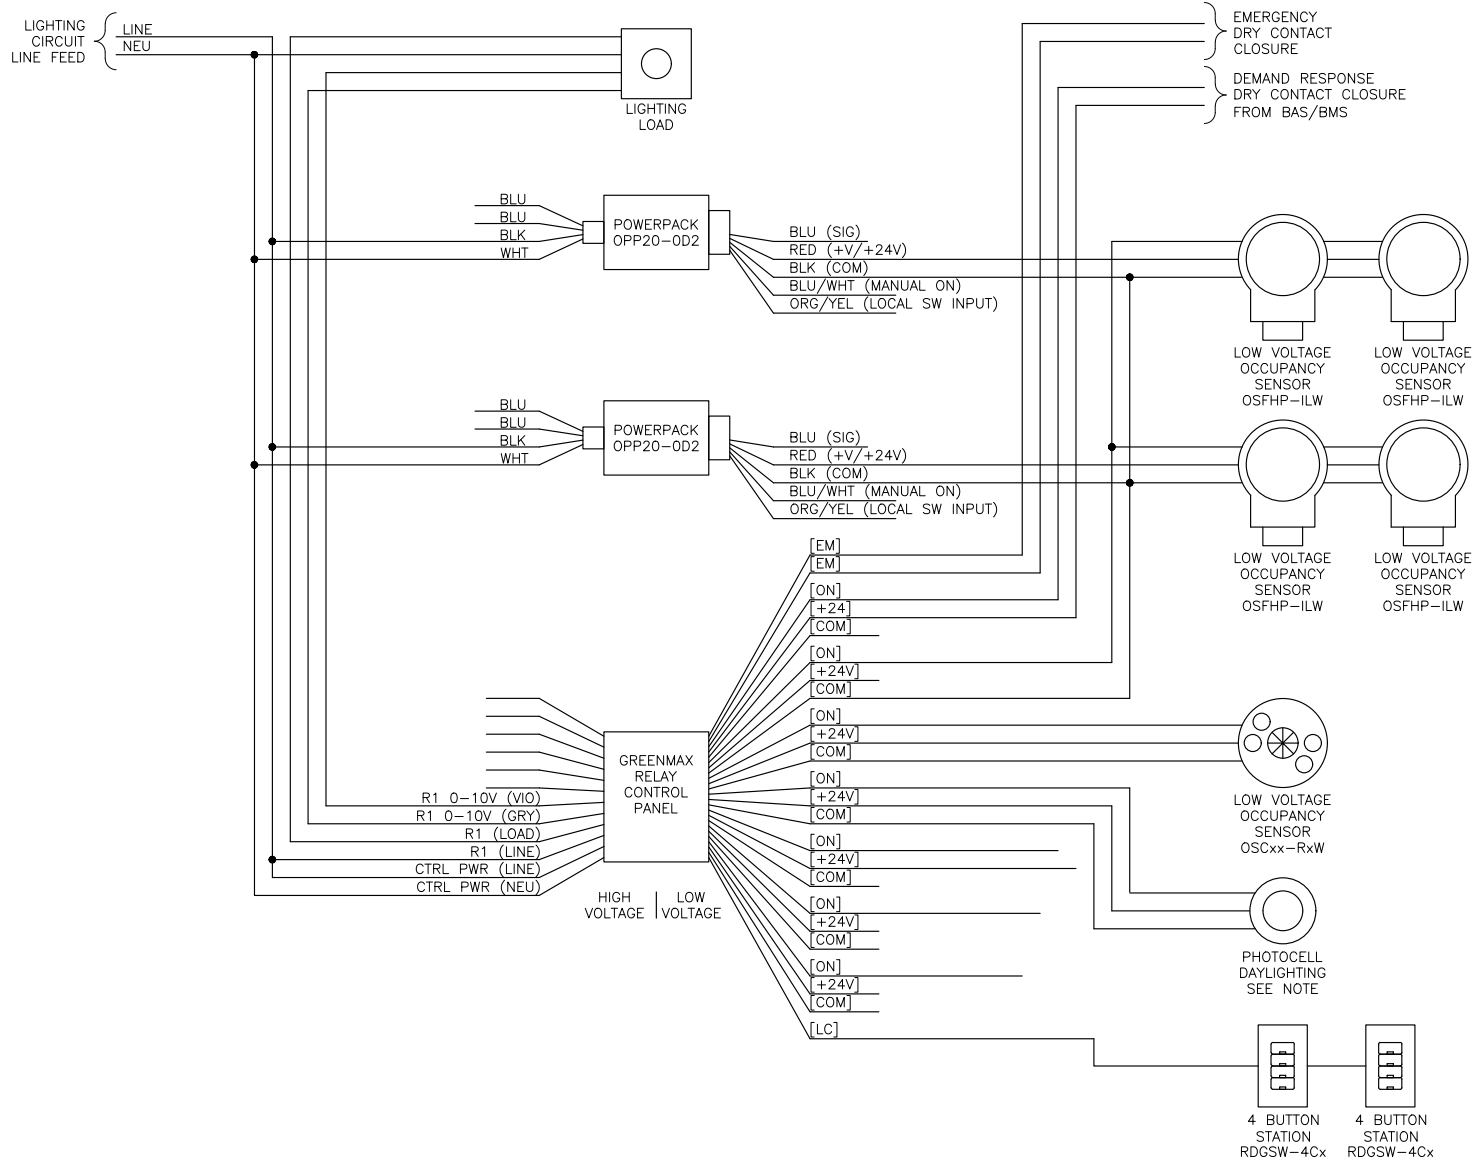 LIGHTING
CIRCUIT
LINE FEED
LINE
NEU
LIGHTING
LOAD
EMERGENCY
DRY CONTACT
CLOSURE
DEMAND RESPONSE
DRY CONTACT CLOSURE
FROM BAS/BMS
BLU
BLU
BLK
WHT
POWERPACK
OPP20-0D2
BLU (SIG)
RED (+V/+24V)
BLK (COM)
BLU/WHT (MANUAL ON)
ORG/YEL (LOCAL SW INPUT)
LOW VOLTAGE
OCCUPANCY
SENSOR
OSFHP-ILW
LOW VOLTAGE
OCCUPANCY
SENSOR
OSFHP-ILW
BLU
BLU
BLK
WHT
POWERPACK
OPP20-0D2
BLU (SIG)
RED (+V/+24V)
BLK (COM)
BLU/WHT (MANUAL ON)
ORG/YEL (LOCAL SW INPUT)
LOW VOLTAGE
OCCUPANCY
SENSOR
OSFHP-ILW
LOW VOLTAGE
OCCUPANCY
SENSOR
OSFHP-ILW
[EM]
[EM]
[ON]
[+24]
[COM]
[ON]
[+24V]
[COM]
[ON]
[+24V]
[COM]
[ON]
[+24V]
[COM]
[ON]
[+24V]
[COM]
[ON]
[+24V]
[COM]
[ON]
[+24V]
[COM]
[LC]
R1 0-10V (VIO)
R1 0-10V (GRY)
R1 (LOAD)
R1 (LINE)
CTRL PWR (LINE)
CTRL PWR (NEU)
GREENMAX
RELAY
CONTROL
PANEL
HIGH
VOLTAGE
LOW
VOLTAGE
LOW VOLTAGE
OCCUPANCY
SENSOR
OSCxx-RxW
PHOTOCELL
DAYLIGHTING
SEE NOTE
4 BUTTON
STATION
RDGSW-4Cx
4 BUTTON
STATION
RDGSW-4Cx